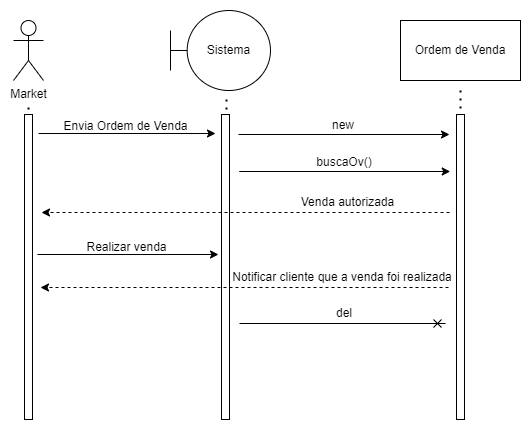 Sistema
Ordem de Venda
Market
Envia Ordem de Venda
new
buscaOv()
Venda autorizada
Realizar venda
Notificar cliente que a venda foi realizada
del